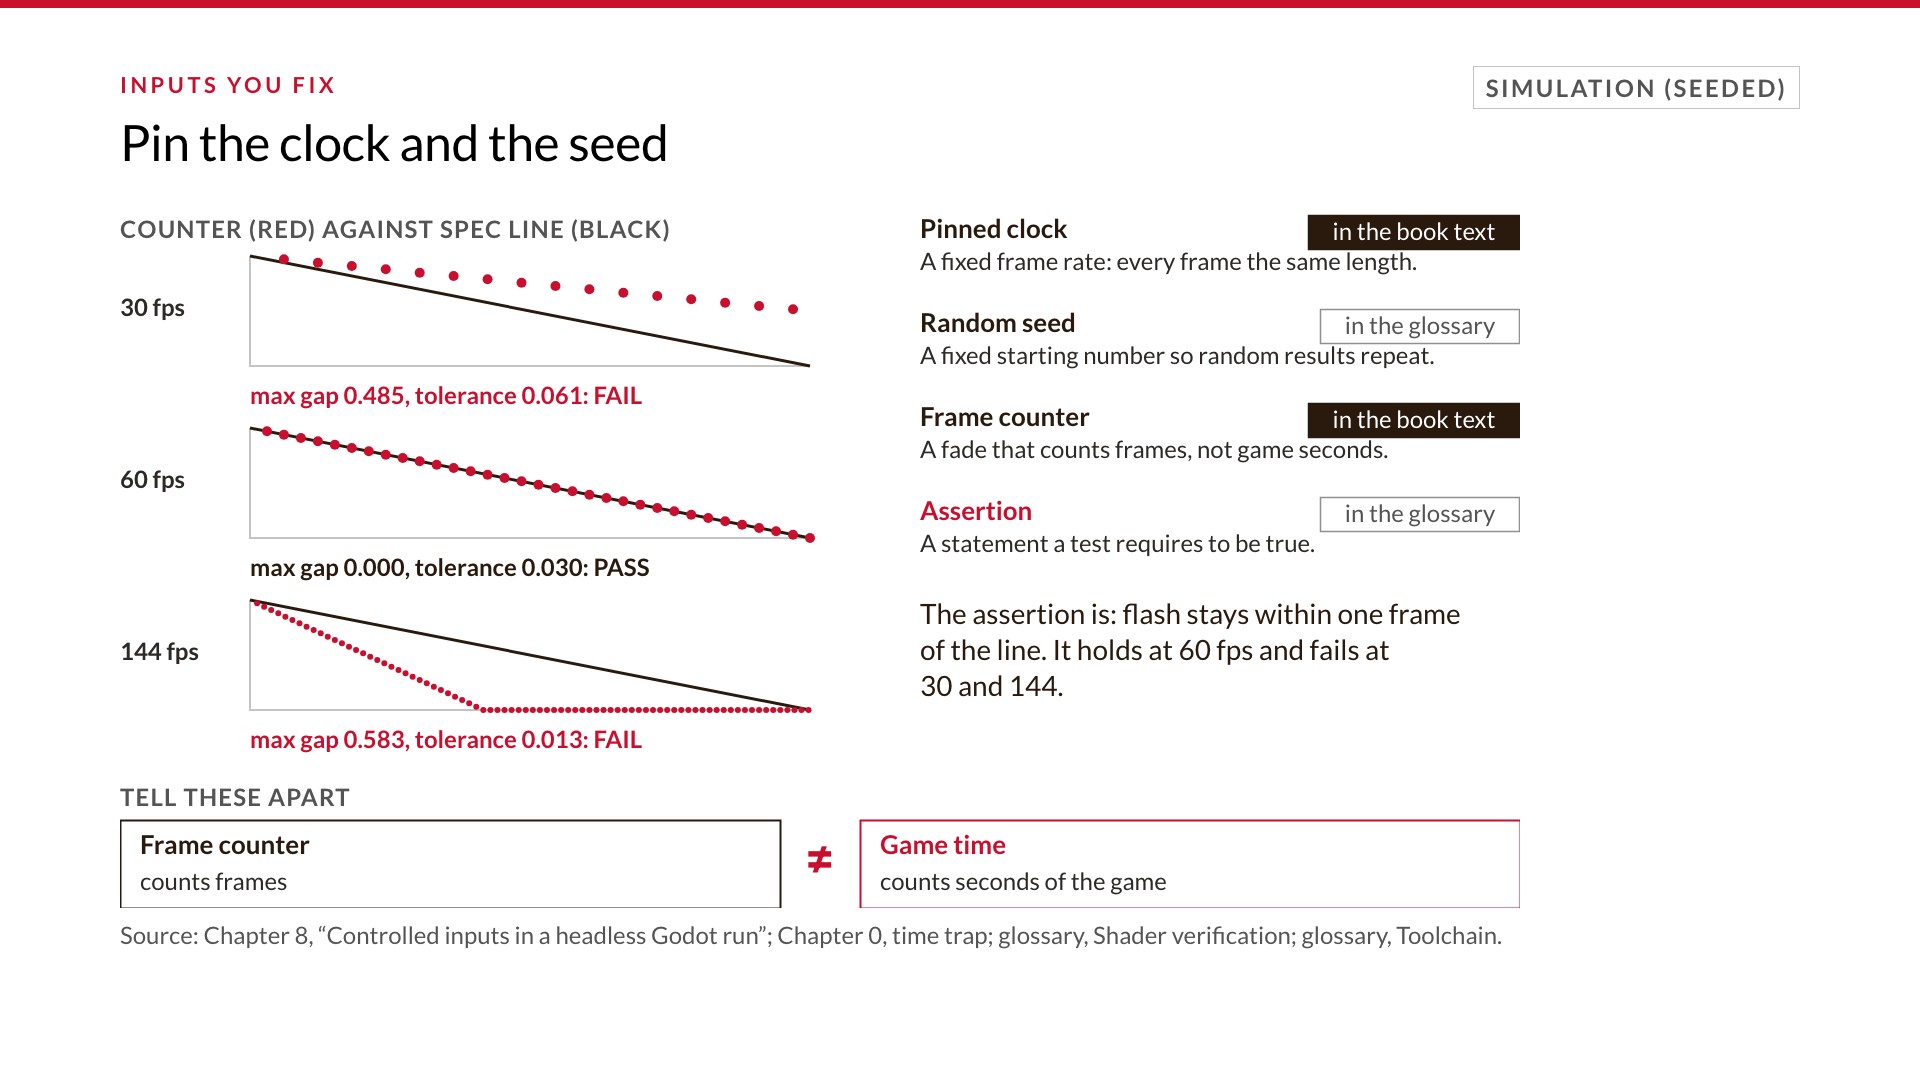 INPUTS YOU FIX
SIMULATION (SEEDED)
Pin the clock and the seed
COUNTER (RED) AGAINST SPEC LINE (BLACK)
30 fps
max gap 0.485, tolerance 0.061: FAIL
60 fps
max gap 0.000, tolerance 0.030: PASS
144 fps
max gap 0.583, tolerance 0.013: FAIL
Pinned clock
in the book text
A fixed frame rate: every frame the same length.
Random seed
in the glossary
A fixed starting number so random results repeat.
Frame counter
in the book text
A fade that counts frames, not game seconds.
Assertion
in the glossary
A statement a test requires to be true.
The assertion is: flash stays within one frame
of the line. It holds at 60 fps and fails at
30 and 144.
TELL THESE APART
Frame counter
counts frames
≠
Game time
counts seconds of the game
Source: Chapter 8, “Controlled inputs in a headless Godot run”; Chapter 0, time trap; glossary, Shader verification; glossary, Toolchain.